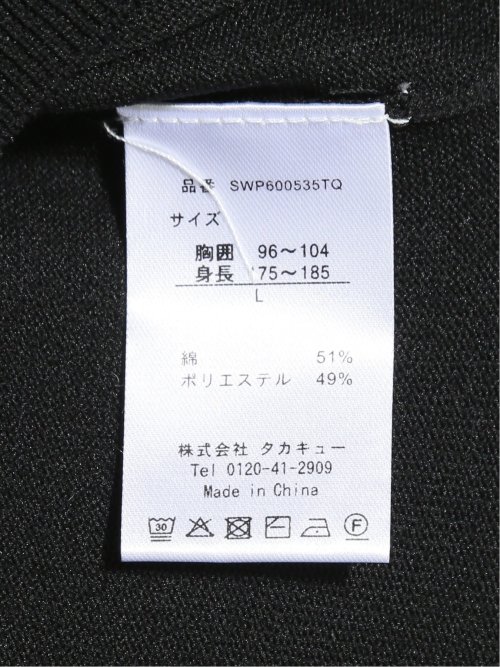 品番 SWP600535TQ
サイズ
胸囲 96～104
身長 175～185
L
綿 51%
ポリエステル 49%
株式会社 タカキュー
Tel 0120-41-2909
Made in China
30 F